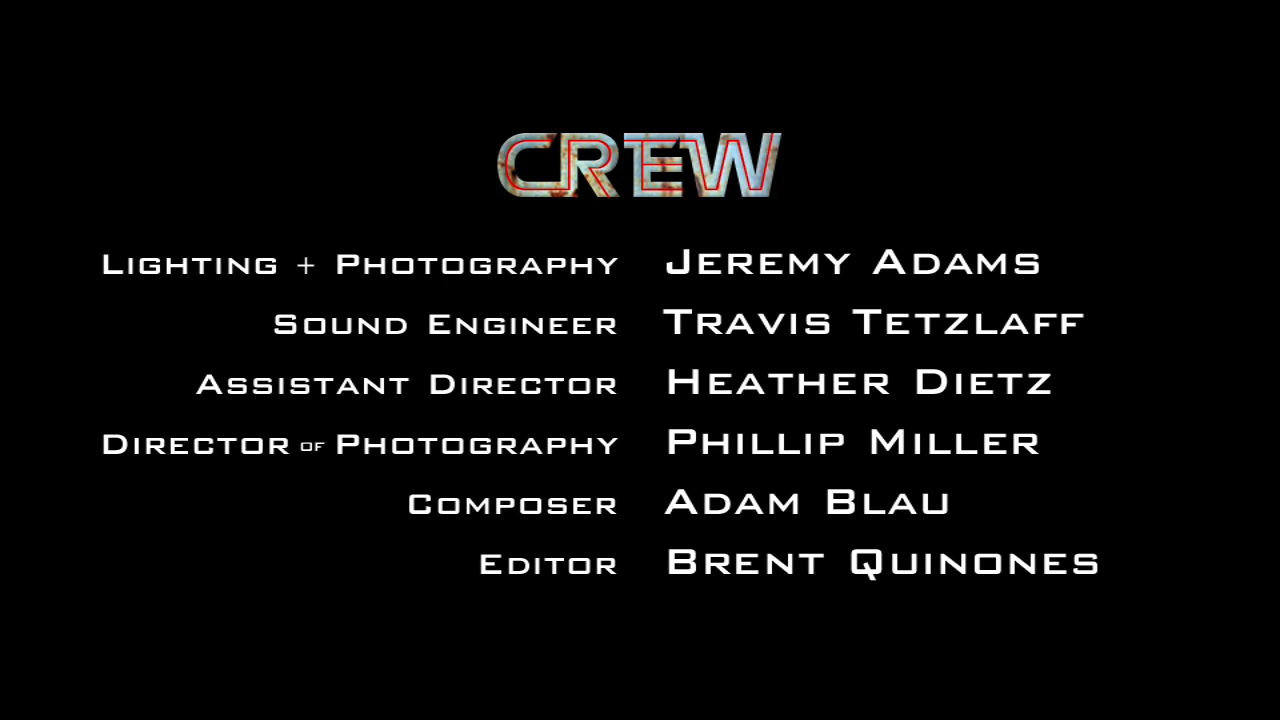 CREW
Lighting + Photography Jeremy Adams
Sound Engineer Travis Tetzlaff
Assistant Director Heather Dietz
Director of Photography Phillip Miller
Composer Adam Blau
Editor Brent Quinones